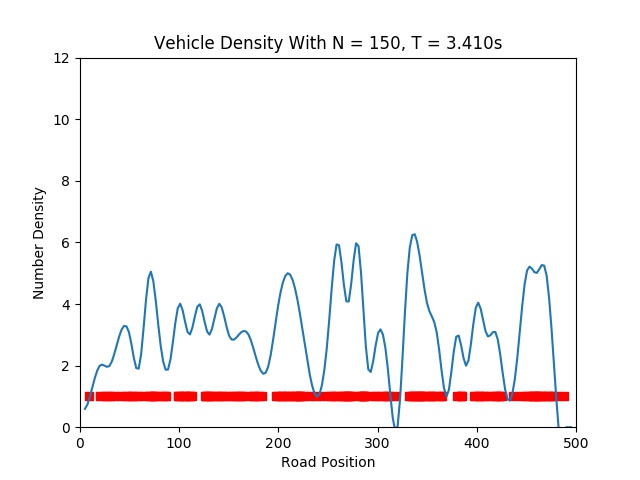 Vehicle Density With N = 150, T = 3.410s
12
10
8
6
4
2
0
Number Density
0 100 200 300 400 500
Road Position